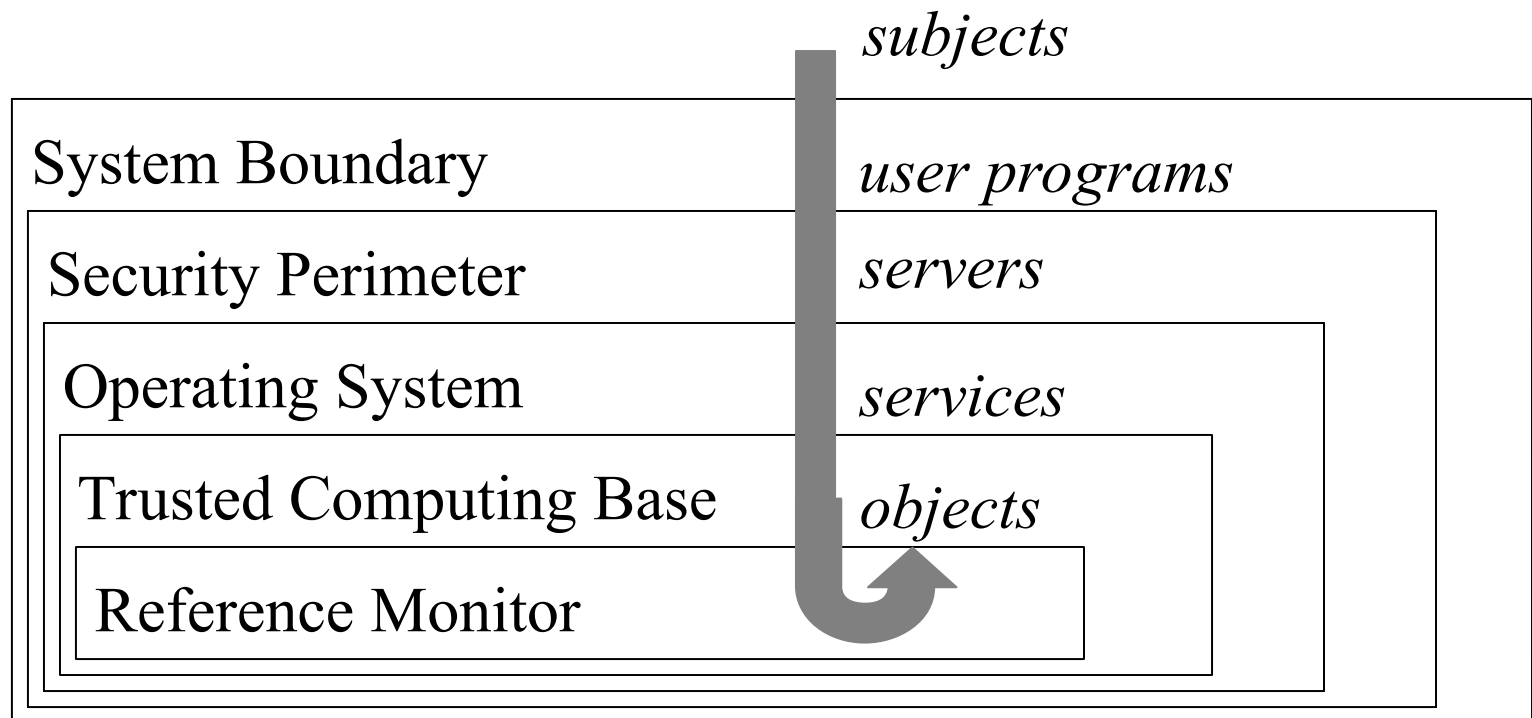 subjects
System Boundary user programs
Security Perimeter servers
Operating System services
Trusted Computing Base objects
Reference Monitor